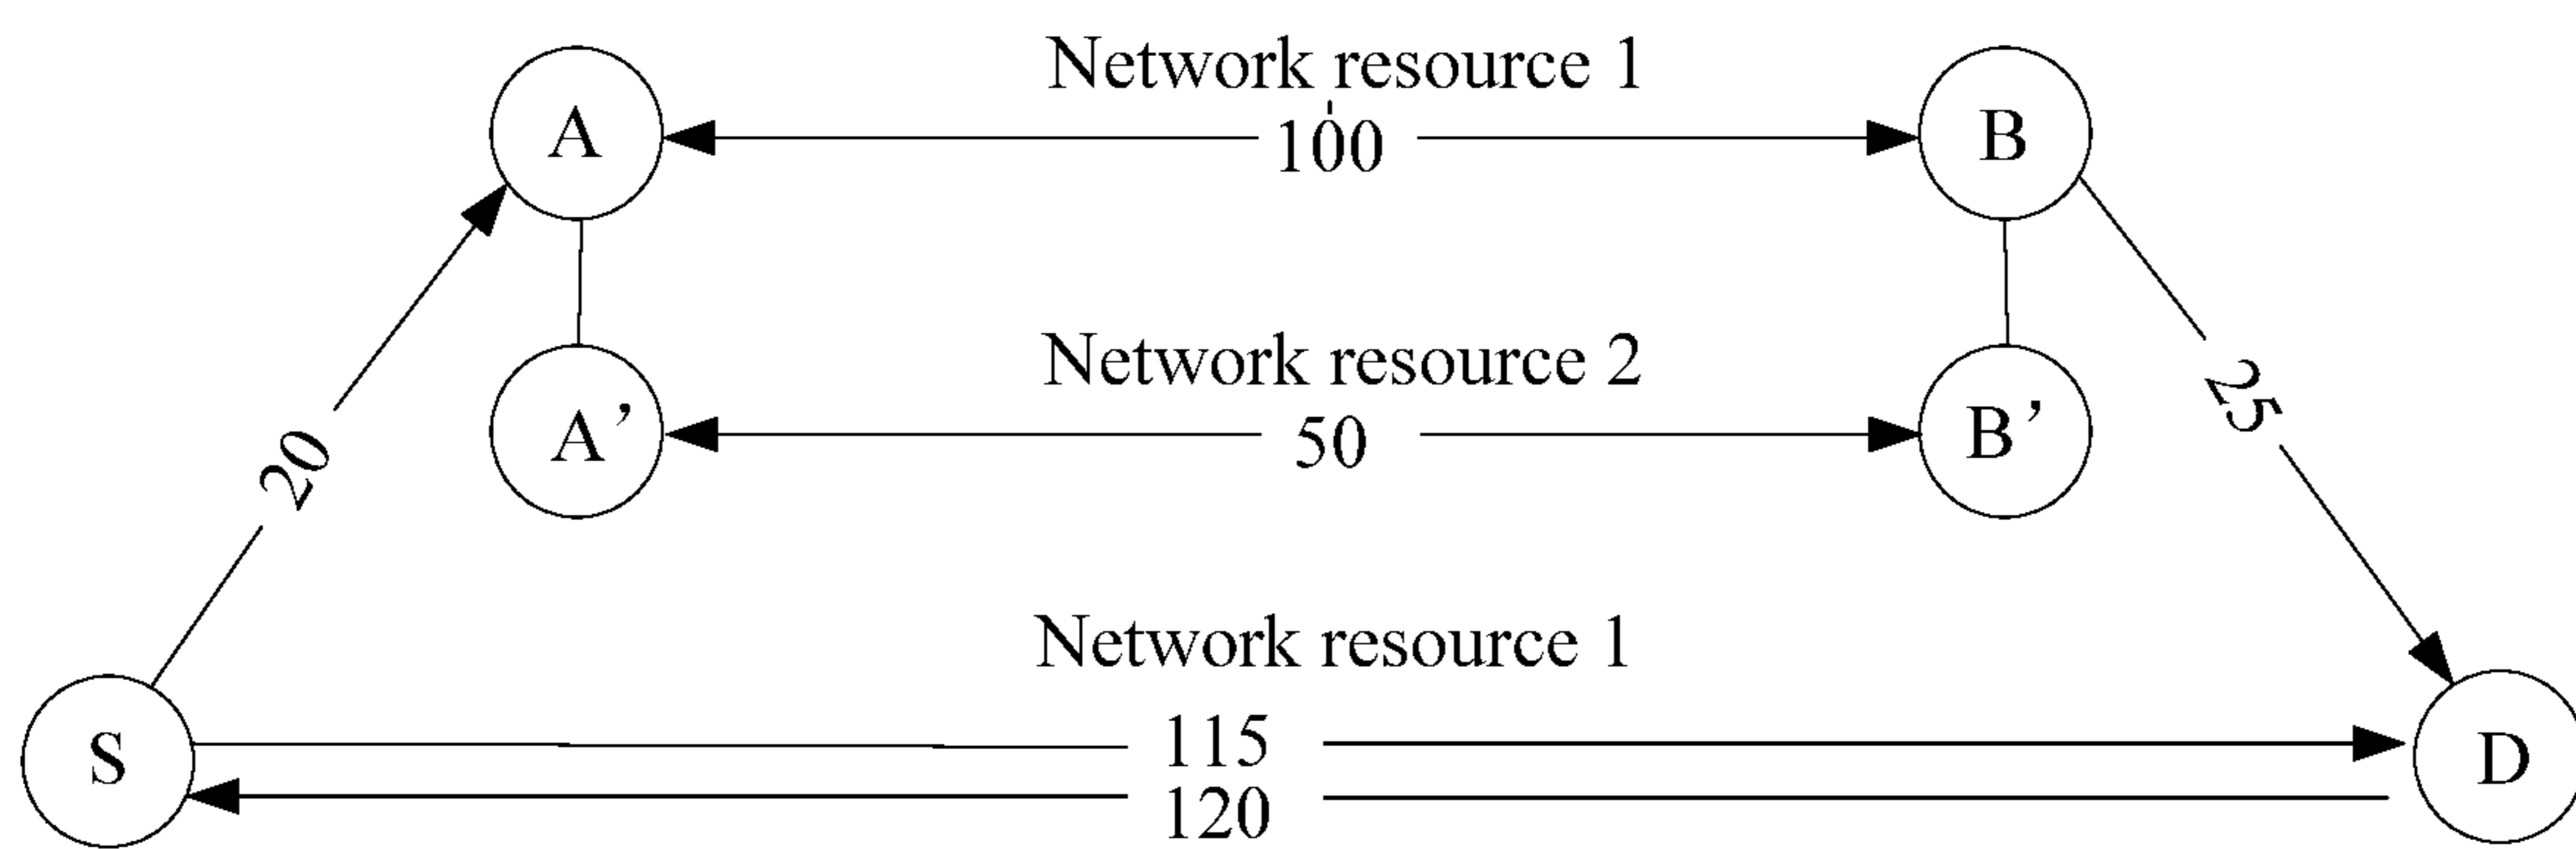 Network resource 1
A
100
B
Network resource 2
A’
50
B’
20
25
Network resource 1
S
115
120
D